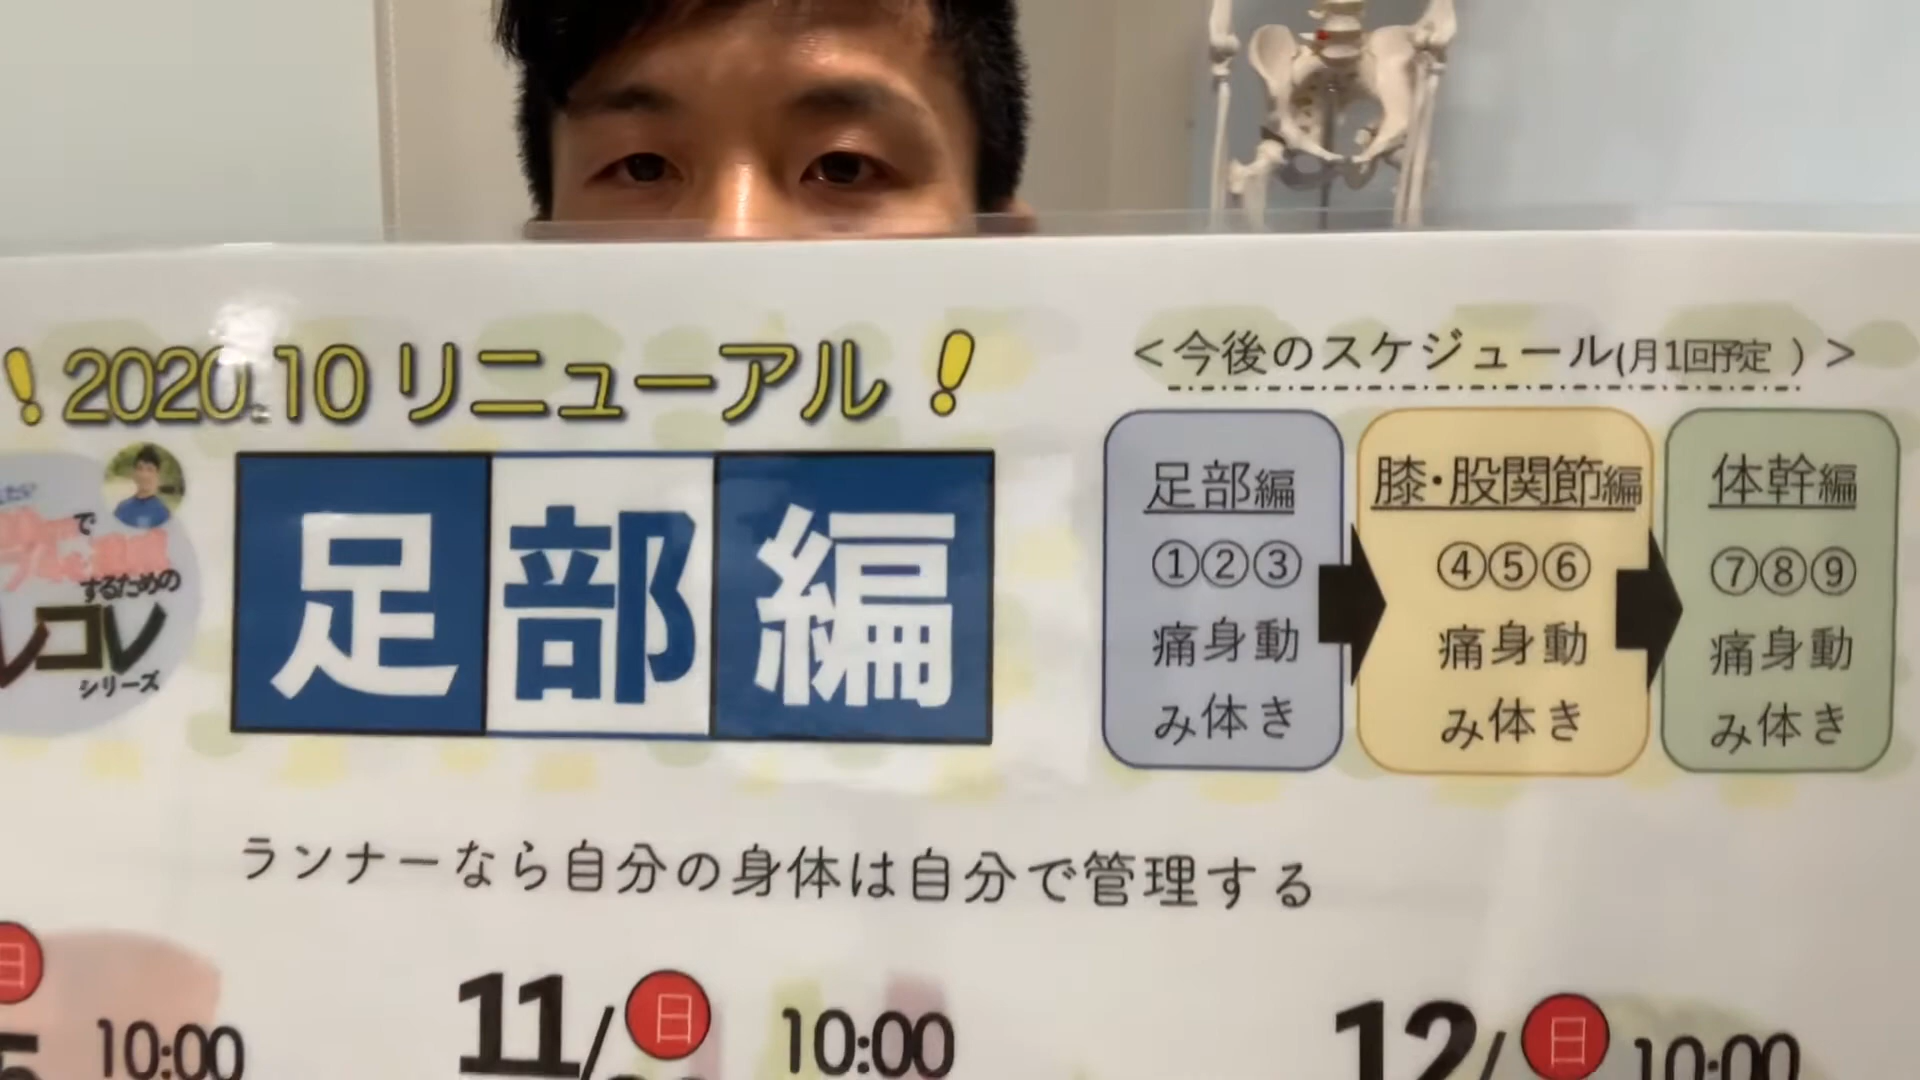 ！2020.10 リニューアル！
足部編
で
するための
レコレ
シリーズ
＜今後のスケジュール(月1回予定 )＞
足部編
①②③
痛身動
み体き
膝・股関節編
④⑤⑥
痛身動
み体き
体幹編
⑦⑧⑨
痛身動
み体き
ランナーなら自分の身体は自分で管理する
日
10:00
11/
日
10:00
12/
日
10:00